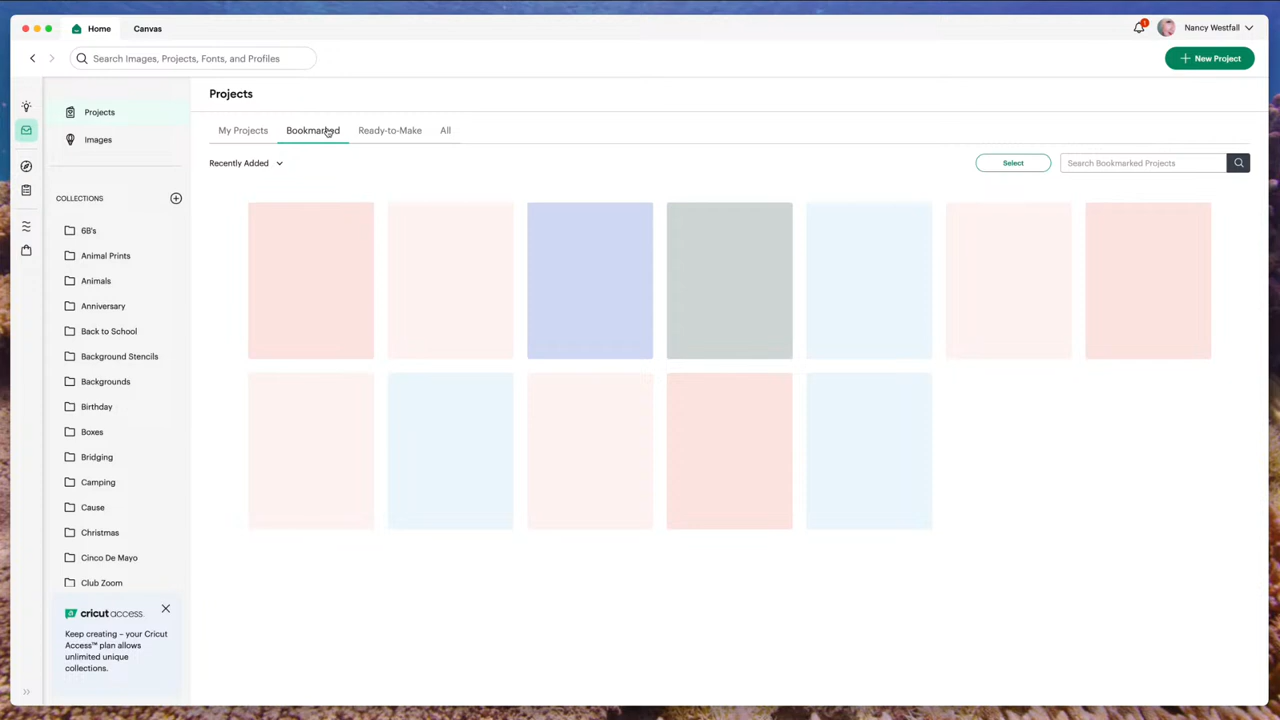 Home
Canvas
Nancy Westfall
Search Images, Projects, Fonts, and Profiles
New Project
Projects
Images
COLLECTIONS
6B's
Animal Prints
Animals
Anniversary
Back to School
Background Stencils
Backgrounds
Birthday
Boxes
Bridging
Camping
Cause
Christmas
Cinco De Mayo
Club Zoom
cricut access™
Keep creating – your Cricut
Access™ plan allows
unlimited unique
collections.
Projects
My Projects
Bookmarked
Ready-to-Make
All
Recently Added
Select
Search Bookmarked Projects